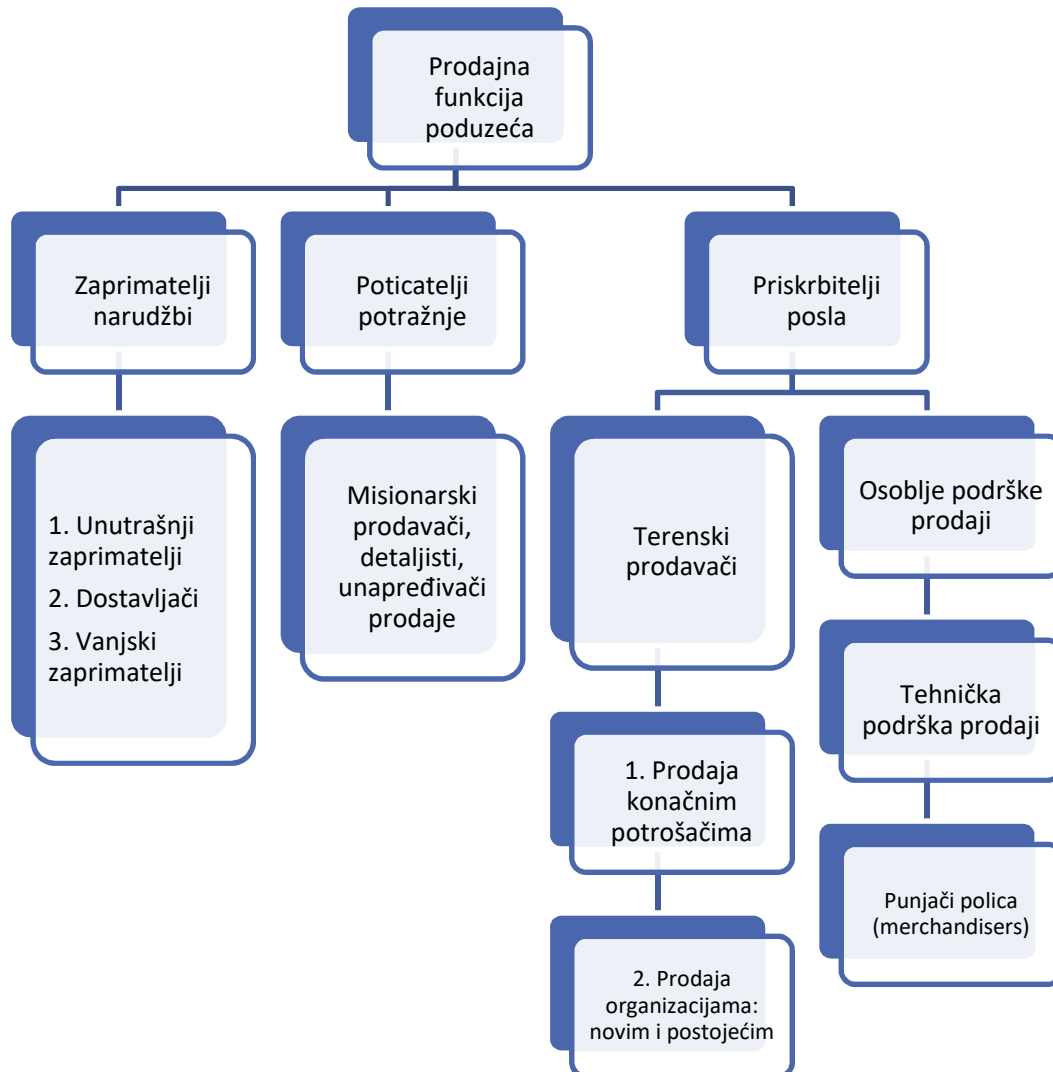 Prodajna
funkcija
poduzeća
Zaprimatelji
narudžbi
Poticatelji
potražnje
Priskrbitelji
posla
1. Unutrašnji
zaprimatelji
2. Dostavljači
3. Vanjski
zaprimatelji
Misionarski
prodavači,
detaljisti,
unapređivači
prodaje
Terenski
prodavači
1. Prodaja
konačnim
potrošačima
2. Prodaja
organizacijama:
novim i postojećim
Osoblje podrške
prodaji
Tehnička
podrška prodaji
Punjači polica
(merchandisers)